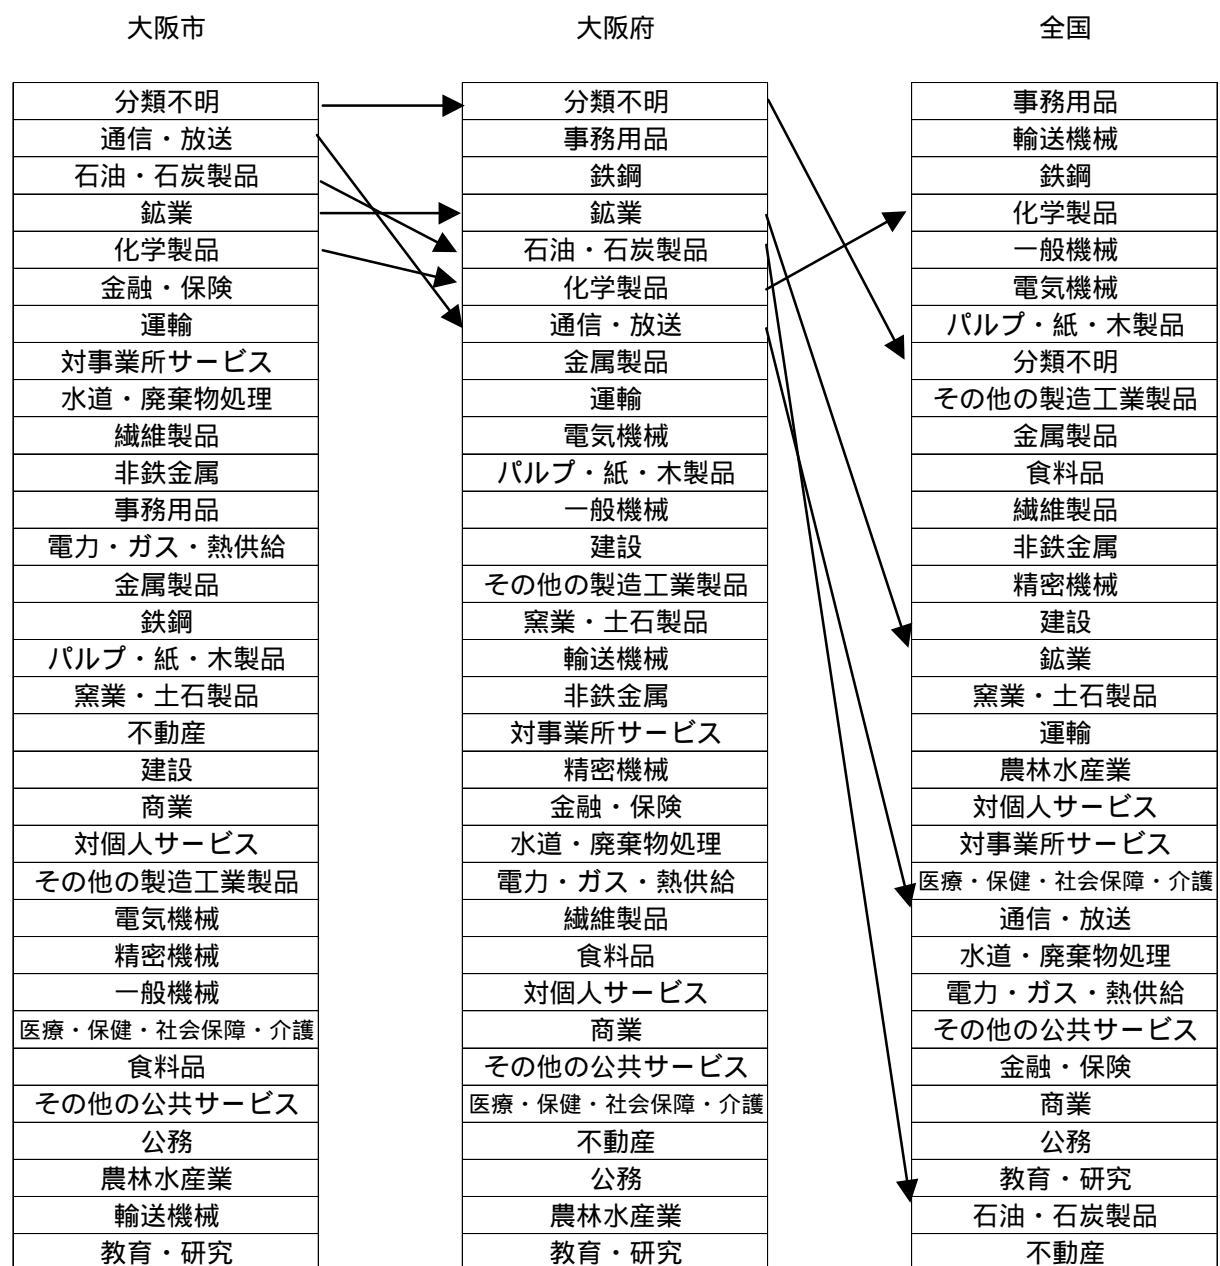 大阪市 大阪府 全国
分類不明 分類不明 事務用品
通信・放送 事務用品 輸送機械
石油・石炭製品 鉄鋼 鉄鋼
鉱業 鉱業 化学製品
化学製品 石油・石炭製品 一般機械
金融・保険 化学製品 電気機械
運輸 通信・放送 パルプ・紙・木製品
対事業所サービス 金属製品 分類不明
水道・廃棄物処理 運輸 その他の製造工業製品
繊維製品 電気機械 金属製品
非鉄金属 パルプ・紙・木製品 食料品
事務用品 一般機械 繊維製品
電力・ガス・熱供給 建設 非鉄金属
金属製品 その他の製造工業製品 精密機械
鉄鋼 窯業・土石製品 建設
パルプ・紙・木製品 輸送機械 鉱業
窯業・土石製品 非鉄金属 窯業・土石製品
不動産 対事業所サービス 運輸
建設 精密機械 農林水産業
商業 金融・保険 対個人サービス
対個人サービス 水道・廃棄物処理 対事業所サービス
その他の製造工業製品 電力・ガス・熱供給 医療・保健・社会保障・介護
電気機械 繊維製品 通信・放送
精密機械 食料品 水道・廃棄物処理
一般機械 対個人サービス 電力・ガス・熱供給
医療・保健・社会保障・介護 商業 その他の公共サービス
食料品 その他の公共サービス 金融・保険
その他の公共サービス 医療・保健・社会保障・介護 商業
公務 不動産 公務
農林水産業 公務 教育・研究
輸送機械 農林水産業 石油・石炭製品
教育・研究 教育・研究 不動産